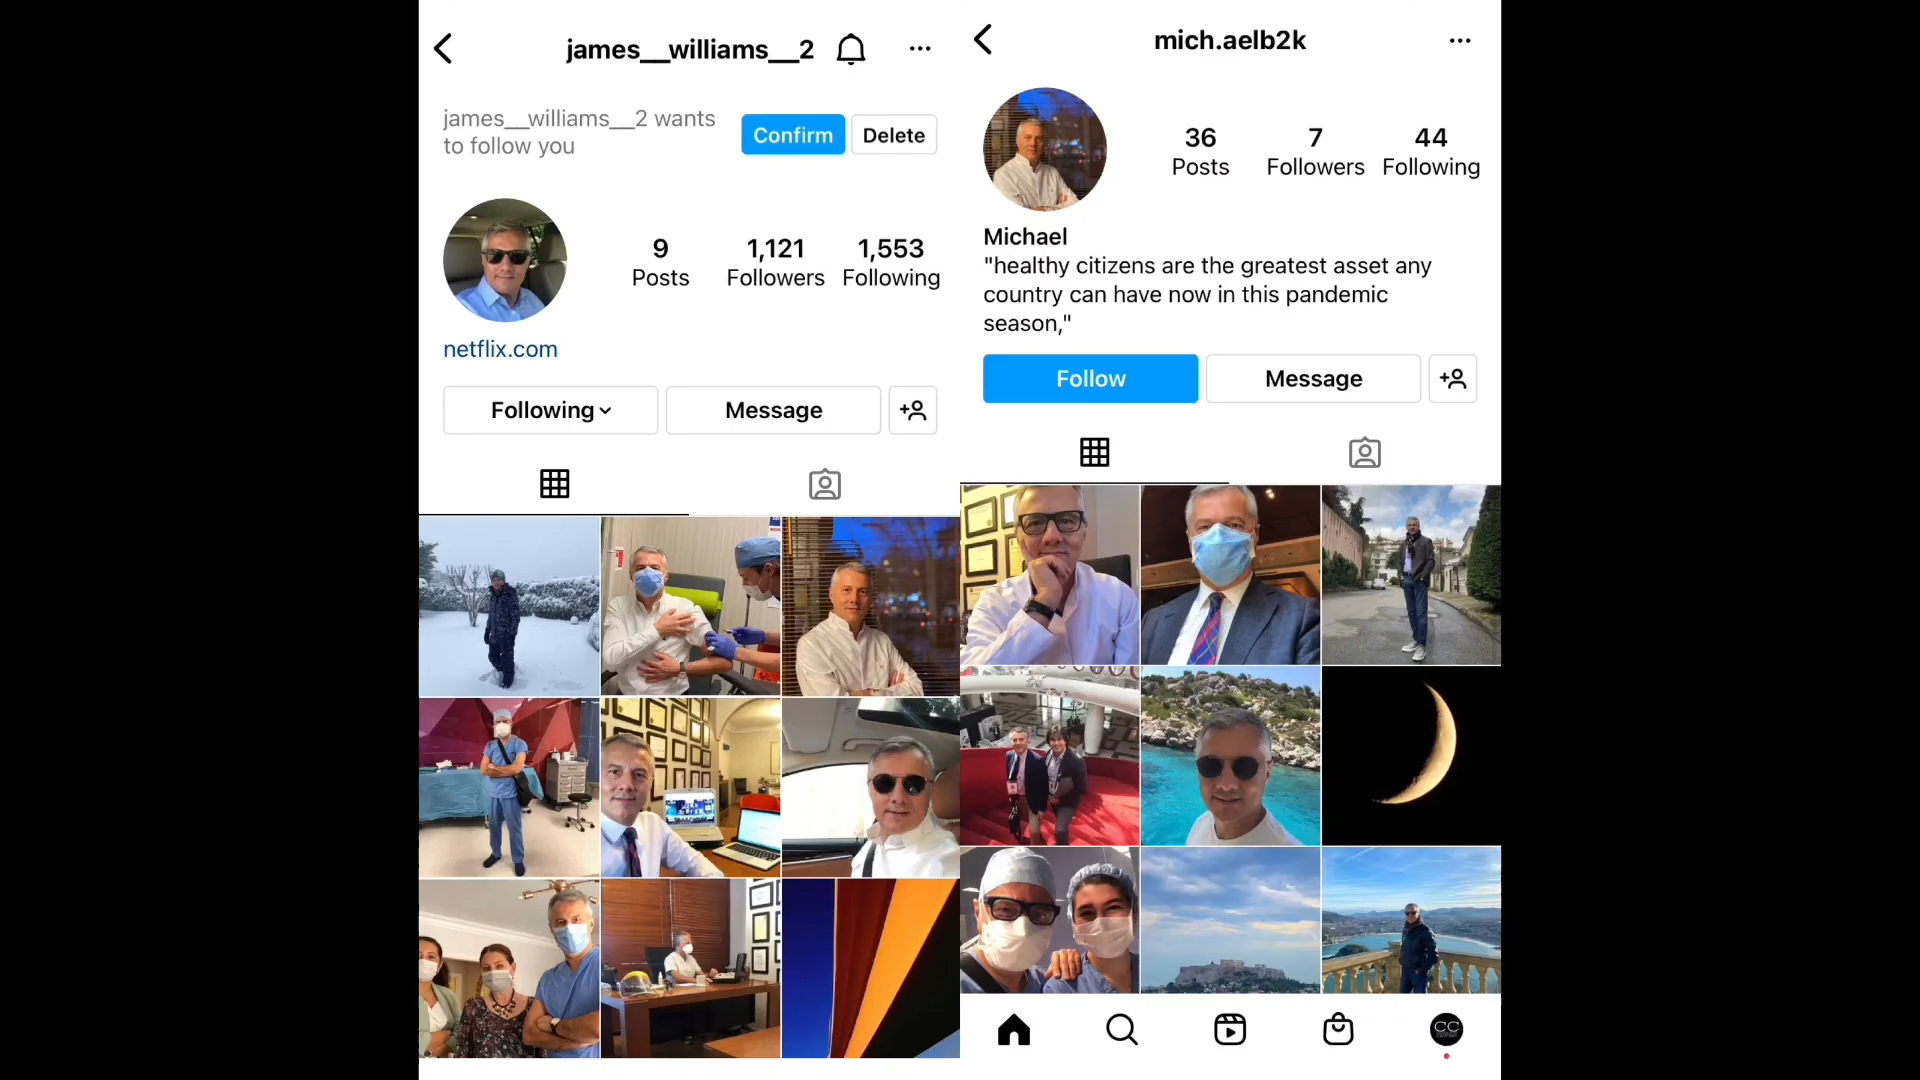 james__williams__2
james__williams__2 wants
to follow you
Confirm
Delete
9
1,121
1,553
Posts
Followers
Following
netflix.com
Following
Message
mich.aelb2k
36
7
44
Posts
Followers
Following
Michael
"healthy citizens are the greatest asset any
country can have now in this pandemic
season,"
Follow
Message
CC